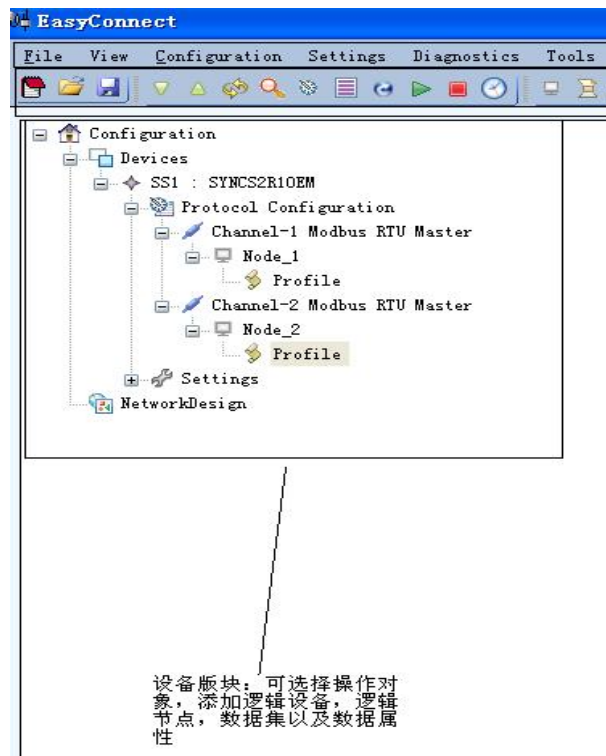 EasyConnect
File View Configuration Settings Diagnostics Tools
Configuration
Devices
SS1 : SYNCS2R10EM
Protocol Configuration
Channel-1 Modbus RTU Master
Node_1
Profile
Channel-2 Modbus RTU Master
Node_2
Profile
Settings
NetworkDesign
设备版块：可选择操作对
象，添加逻辑设备，逻辑
节点，数据集以及数据属
性